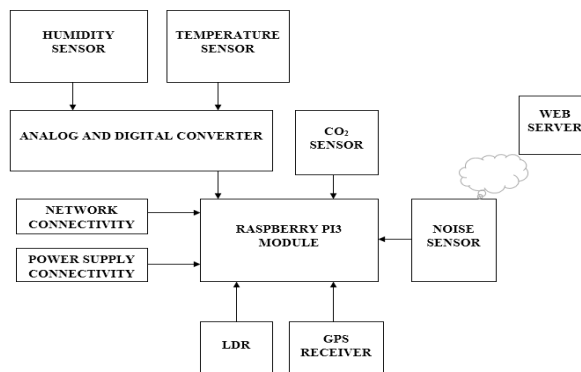 HUMIDITY
SENSOR
TEMPERATURE
SENSOR
ANALOG AND DIGITAL CONVERTER
CO₂
SENSOR
WEB
SERVER
NETWORK
CONNECTIVITY
RASPBERRY PI3
MODULE
NOISE
SENSOR
POWER SUPPLY
CONNECTIVITY
LDR
GPS
RECEIVER